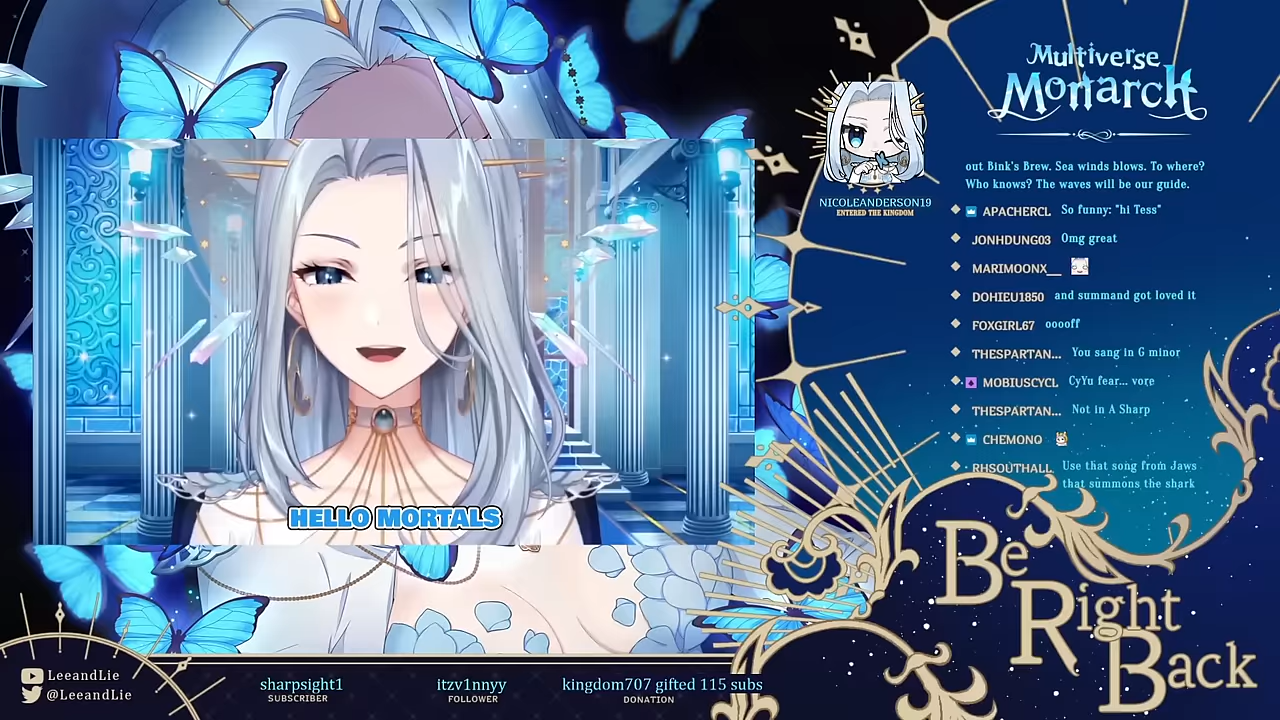 Multiverse
Monarch
out Bink's Brew. Sea winds blows. To where?
Who knows? The waves will be our guide.
APACHERCL So funny: "hi Tess"
JONHDUNG03 Omg great
MARIMOONX__
DOHIEU1850 and summand got loved it
FOXGIRL67 ooooff
THESPARTAN... You sang in G minor
MOBIUSCYCL CyYu fear... vore
THESPARTAN... Not in A Sharp
CHEMONO
RHSOUTHALL Use that song from Jaws
that summons the shark
NICOLEANDERSON19
ENTERED THE KINGDOM
HELLO MORTALS
Be
Right
Back
LeeandLie
@LeeandLie
sharpsight1
SUBSCRIBER
itzv1nnyy
FOLLOWER
kingdom707 gifted 115 subs
DONATION